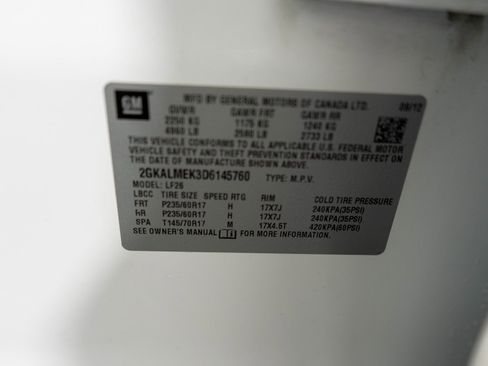 GM
MFD BY GENERAL MOTORS OF CANADA LTD.
09/12
GVWR GAWR FRT GAWR RR
2250 KG 1175 KG 1240 KG
4960 LB 2590 LB 2733 LB
THIS VEHICLE CONFORMS TO ALL APPLICABLE U.S. FEDERAL MOTOR
VEHICLE SAFETY AND THEFT PREVENTION STANDARDS IN EFFECT ON
THE DATE OF MANUFACTURE SHOWN ABOVE.
2GKALMEK3D6145760 TYPE: M.P.V.
MODEL: LF26
LBCC TIRE SIZE SPEED RTG RIM COLD TIRE PRESSURE
FRT P235/60R17 H 17X7J 240KPA(35PSI)
RR P235/60R17 H 17X7J 240KPA(35PSI)
SPA T145/70R17 M 17X4.5T 420KPA(60PSI)
SEE OWNER'S MANUAL FOR MORE INFORMATION.